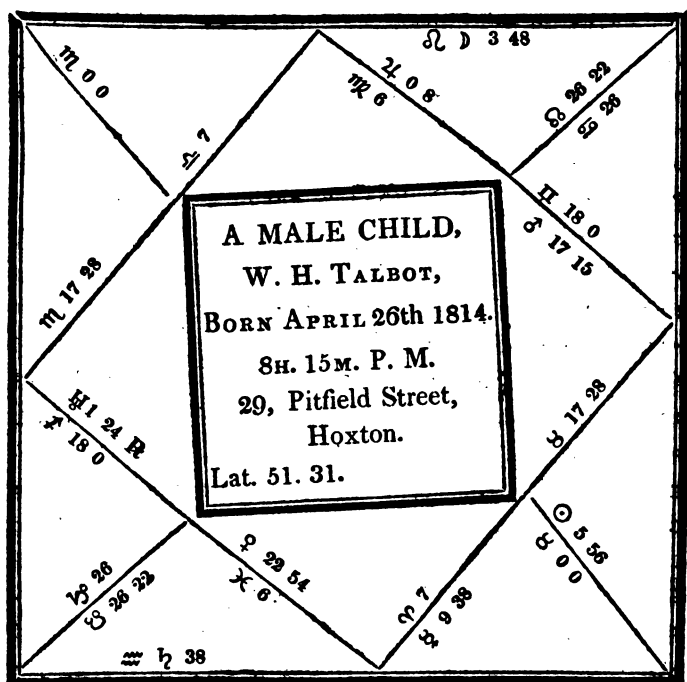 ♌ ☽ 3 48
♏ 0 0
♃ 0 8
♍ 6
☊ 26 22
♋ 26
♎ 7
♊ 18 0
♂ 17 15
A MALE CHILD,
W. H. TALBOT,
BORN APRIL 26th 1814.
8H. 15M. P. M.
29, Pitfield Street,
Hoxton.
Lat. 51. 31.
♏ 17 28
♅ 1 24 ℞
♐ 18 0
♉ 17 28
☉ 5 56
♉ 0 0
♀ 22 54
♓ 6
♈ 7
☿ 9 38
♑ 26
☋ 26 22
♒ ♄ 38